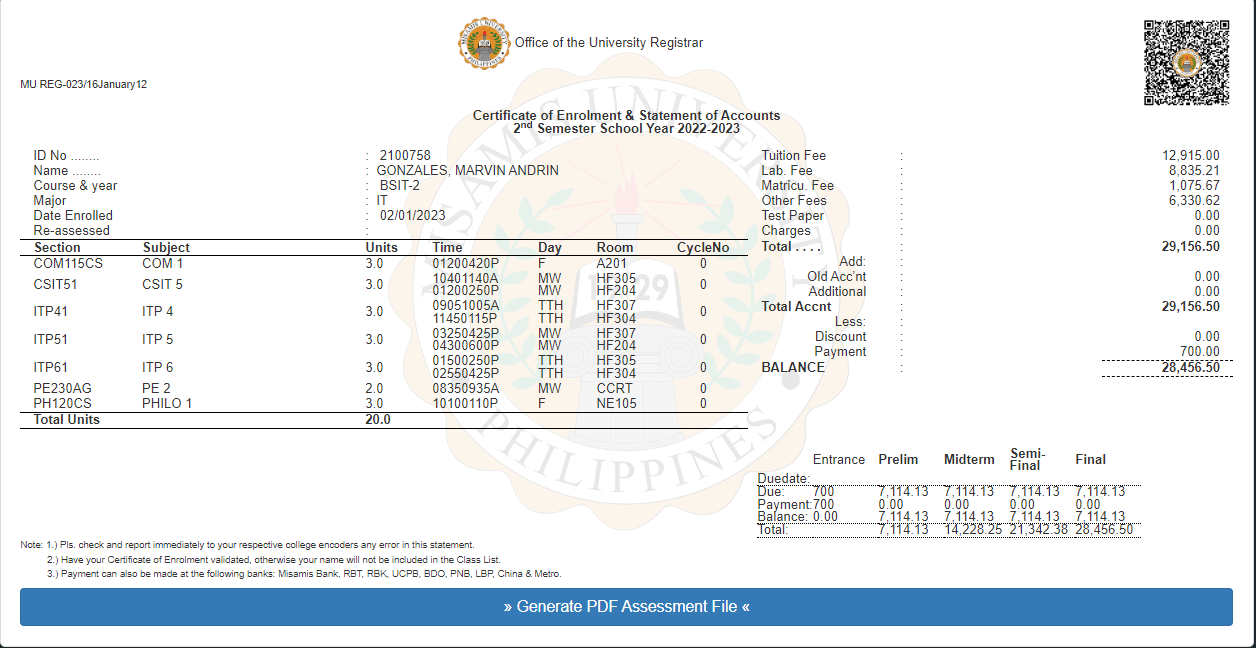 Office of the University Registrar
MU REG-023/16January12
Certificate of Enrolment & Statement of Accounts
2nd Semester School Year 2022-2023
ID No ........ : 2100758
Name ........ : GONZALES, MARVIN ANDRIN
Course & year : BSIT-2
Major : IT
Date Enrolled : 02/01/2023
Re-assessed :
Section Subject Units Time Day Room CycleNo
COM115CS COM 1 3.0 01200420P F A201 0
CSIT51 CSIT 5 3.0 10401140A MW HF305 0
01200250P MW HF204
ITP41 ITP 4 3.0 09051005A TTH HF307 0
11450115P TTH HF304
ITP51 ITP 5 3.0 03250425P MW HF307 0
04300600P MW HF204
ITP61 ITP 6 3.0 01500250P TTH HF305 0
02550425P TTH HF304
PE230AG PE 2 2.0 08350935A MW CCRT 0
PH120CS PHILO 1 3.0 10100110P F NE105 0
Total Units 20.0
Tuition Fee : 12,915.00
Lab. Fee : 8,835.21
Matricu. Fee : 1,075.67
Other Fees : 6,330.62
Test Paper : 0.00
Charges : 0.00
Total . . . . : 29,156.50
Add: :
Old Acc'nt : 0.00
Additional : 0.00
Total Accnt : 29,156.50
Less: :
Discount : 0.00
Payment : 700.00
BALANCE : 28,456.50
Entrance Prelim Midterm Semi-Final Final
Duedate:
Due: 700 7,114.13 7,114.13 7,114.13 7,114.13
Payment:700 0.00 0.00 0.00 0.00
Balance: 0.00 7,114.13 7,114.13 7,114.13 7,114.13
Total: 7,114.13 14,228.25 21,342.38 28,456.50
MISAMIS UNIVERSITY
1929
PHILIPPINES
Note: 1.) Pls. check and report immediately to your respective college encoders any error in this statement.
2.) Have your Certificate of Enrolment validated, otherwise your name will not be included in the Class List.
3.) Payment can also be made at the following banks: Misamis Bank, RBT, RBK, UCPB, BDO, PNB, LBP, China & Metro.
» Generate PDF Assessment File «